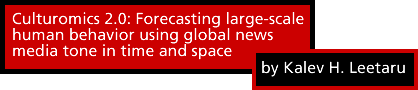 Culturomics 2.0: Forecasting large-scale
human behavior using global news
media tone in time and space
by Kalev H. Leetaru